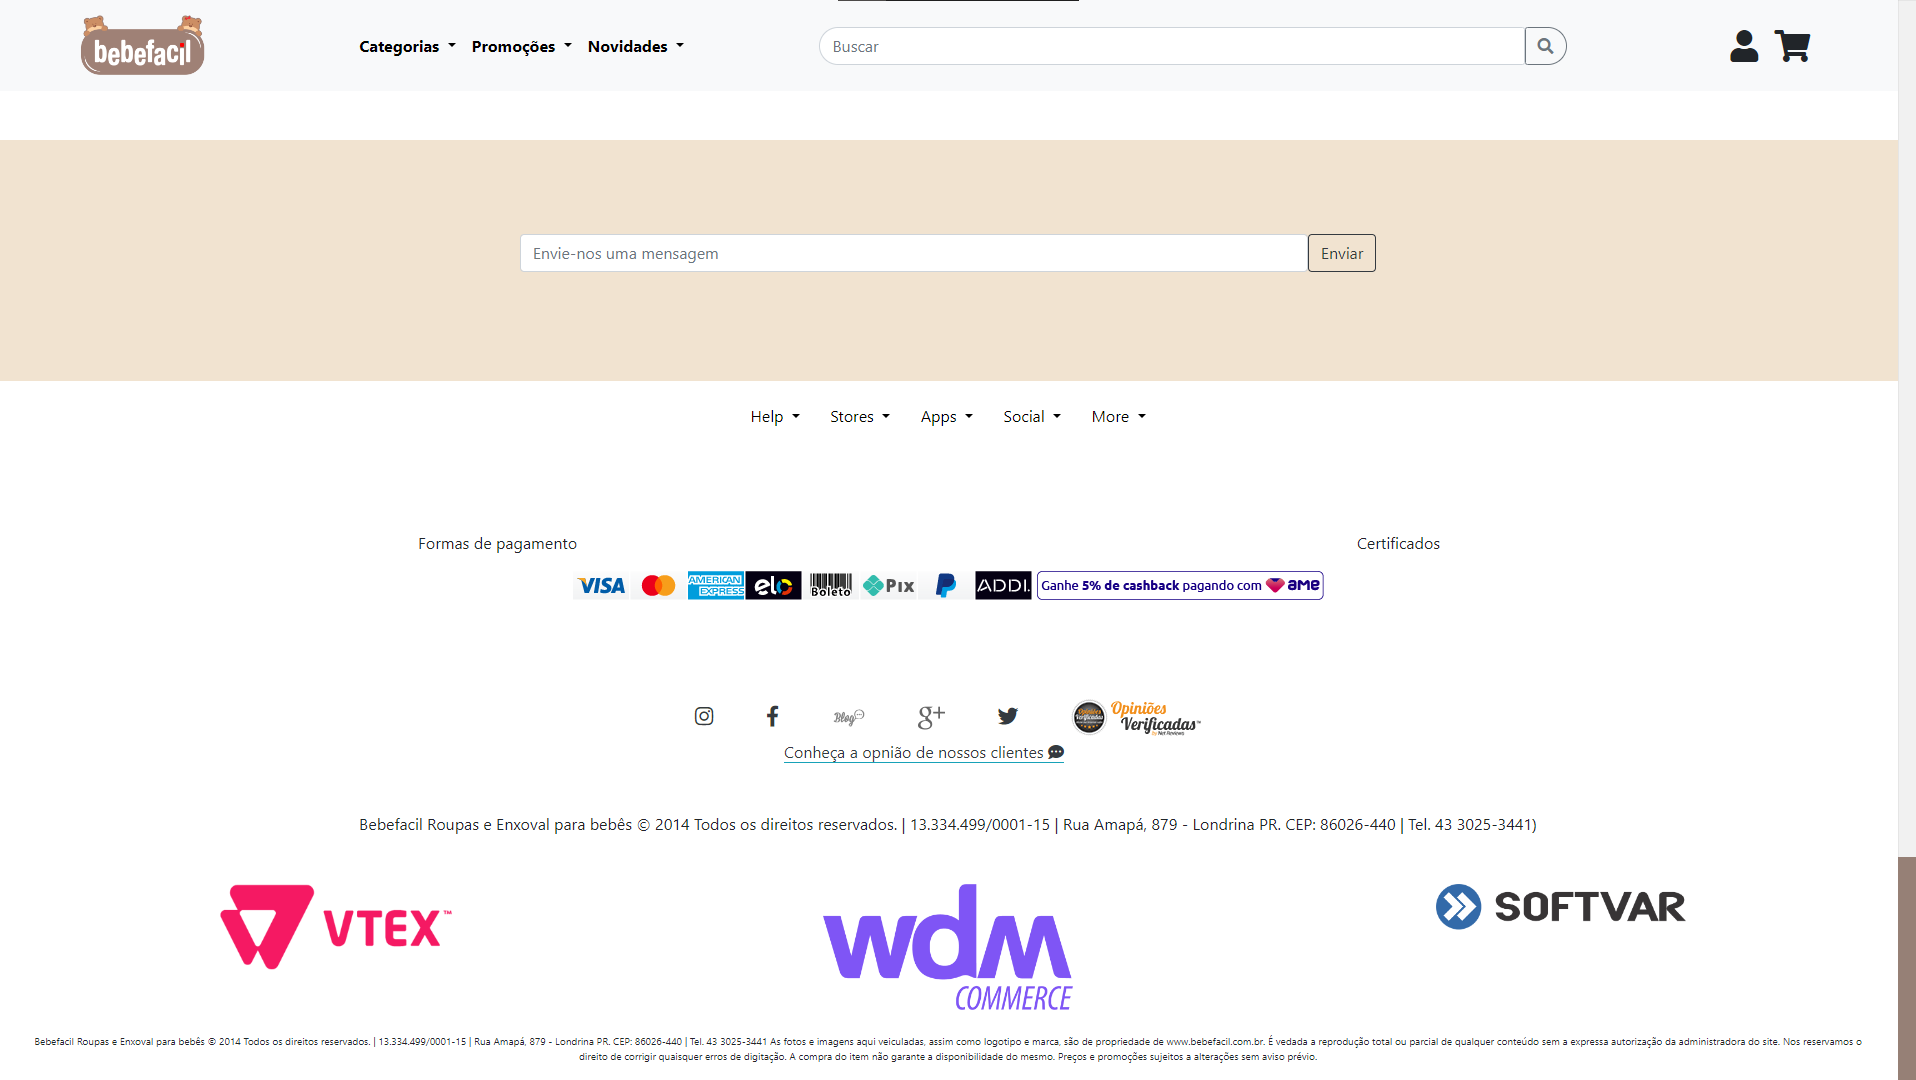 bebefacil
Categorias Promoções Novidades Buscar
Envie-nos uma mensagem Enviar
Help Stores Apps Social More
Formas de pagamento Certificados
VISA AMERICAN EXPRESS elo Boleto Pix ADDI. Ganhe 5% de cashback pagando com ame
Blog g+ Opiniões Verificadas by Net Reviews
Conheça a opnião de nossos clientes
Bebefacil Roupas e Enxoval para bebês © 2014 Todos os direitos reservados. | 13.334.499/0001-15 | Rua Amapá, 879 - Londrina PR. CEP: 86026-440 | Tel. 43 3025-3441)
VTEX™ wdm COMMERCE SOFTVAR
Bebefacil Roupas e Enxoval para bebês © 2014 Todos os direitos reservados. | 13.334.499/0001-15 | Rua Amapá, 879 - Londrina PR. CEP: 86026-440 | Tel. 43 3025-3441 As fotos e imagens aqui veiculadas, assim como logotipo e marca, são de propriedade de www.bebefacil.com.br. É vedada a reprodução total ou parcial de qualquer conteúdo sem a expressa autorização da administradora do site. Nos reservamos o
direito de corrigir quaisquer erros de digitação. A compra do item não garante a disponibilidade do mesmo. Preços e promoções sujeitos a alterações sem aviso prévio.